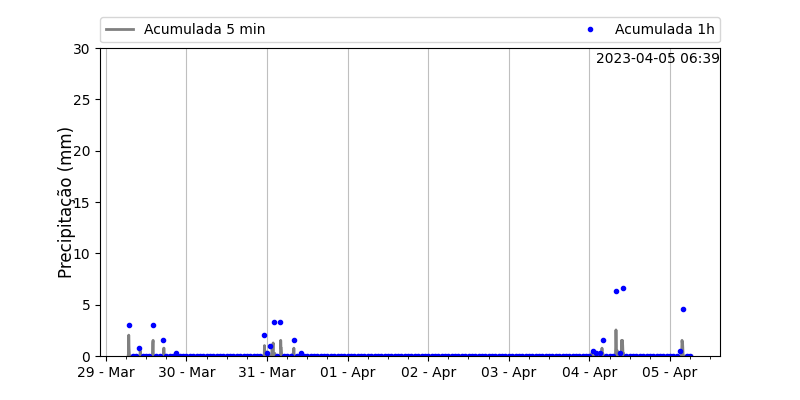 Acumulada 5 min
Acumulada 1h
2023-04-05 06:39
Precipitação (mm)
30
25
20
15
10
5
0
29 - Mar
30 - Mar
31 - Mar
01 - Apr
02 - Apr
03 - Apr
04 - Apr
05 - Apr